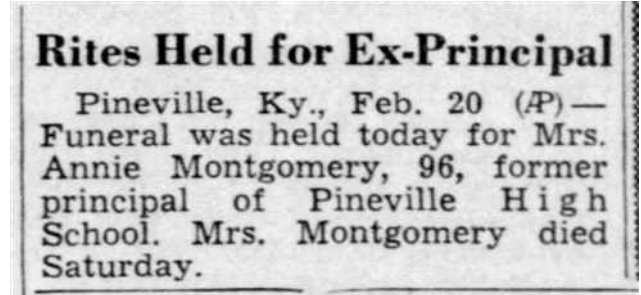 Rites Held for Ex-Principal
Pineville, Ky., Feb. 20 (AP)—
Funeral was held today for Mrs.
Annie Montgomery, 96, former
principal of Pineville High
School. Mrs. Montgomery died
Saturday.